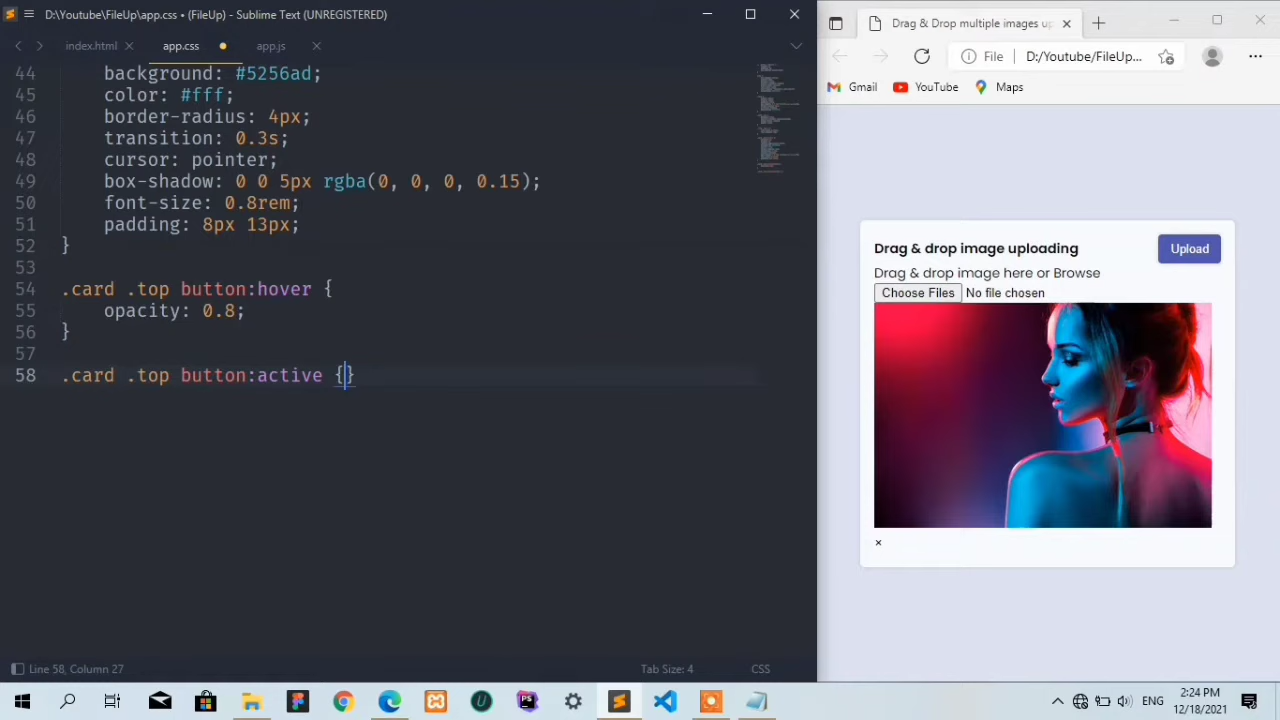 D:\Youtube\FileUp\app.css • (FileUp) - Sublime Text (UNREGISTERED)
index.html
app.css
app.js
44 background: #5256ad;
45 color: #fff;
46 border-radius: 4px;
47 transition: 0.3s;
48 cursor: pointer;
49 box-shadow: 0 0 5px rgba(0, 0, 0, 0.15);
50 font-size: 0.8rem;
51 padding: 8px 13px;
52 }
53
54 .card .top button:hover {
55 opacity: 0.8;
56 }
57
58 .card .top button:active {}
Line 58, Column 27
Tab Size: 4
CSS
Drag & Drop multiple images up
File
D:/Youtube/FileUp...
Gmail
YouTube
Maps
Drag & drop image uploading
Upload
Drag & drop image here or Browse
Choose Files No file chosen
×
PS
ENG
2:24 PM
12/18/2021